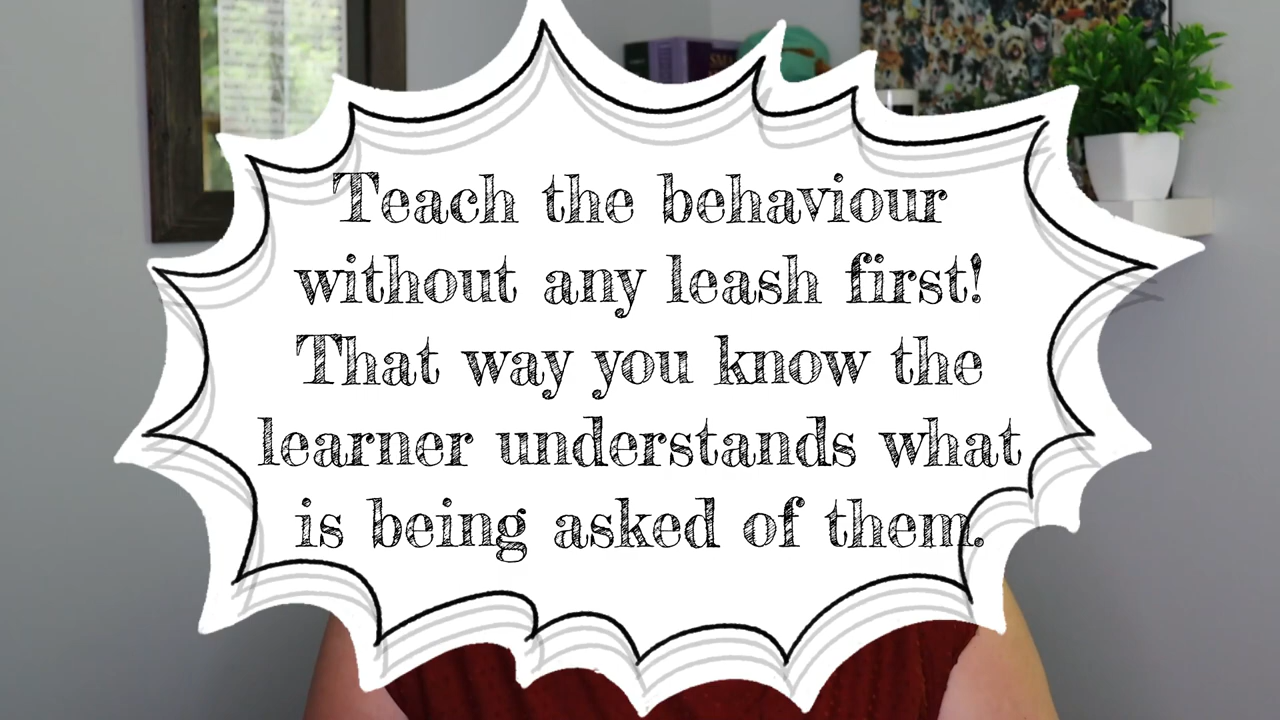 Teach the behaviour
without any leash first!
That way you know the
learner understands what
is being asked of them.